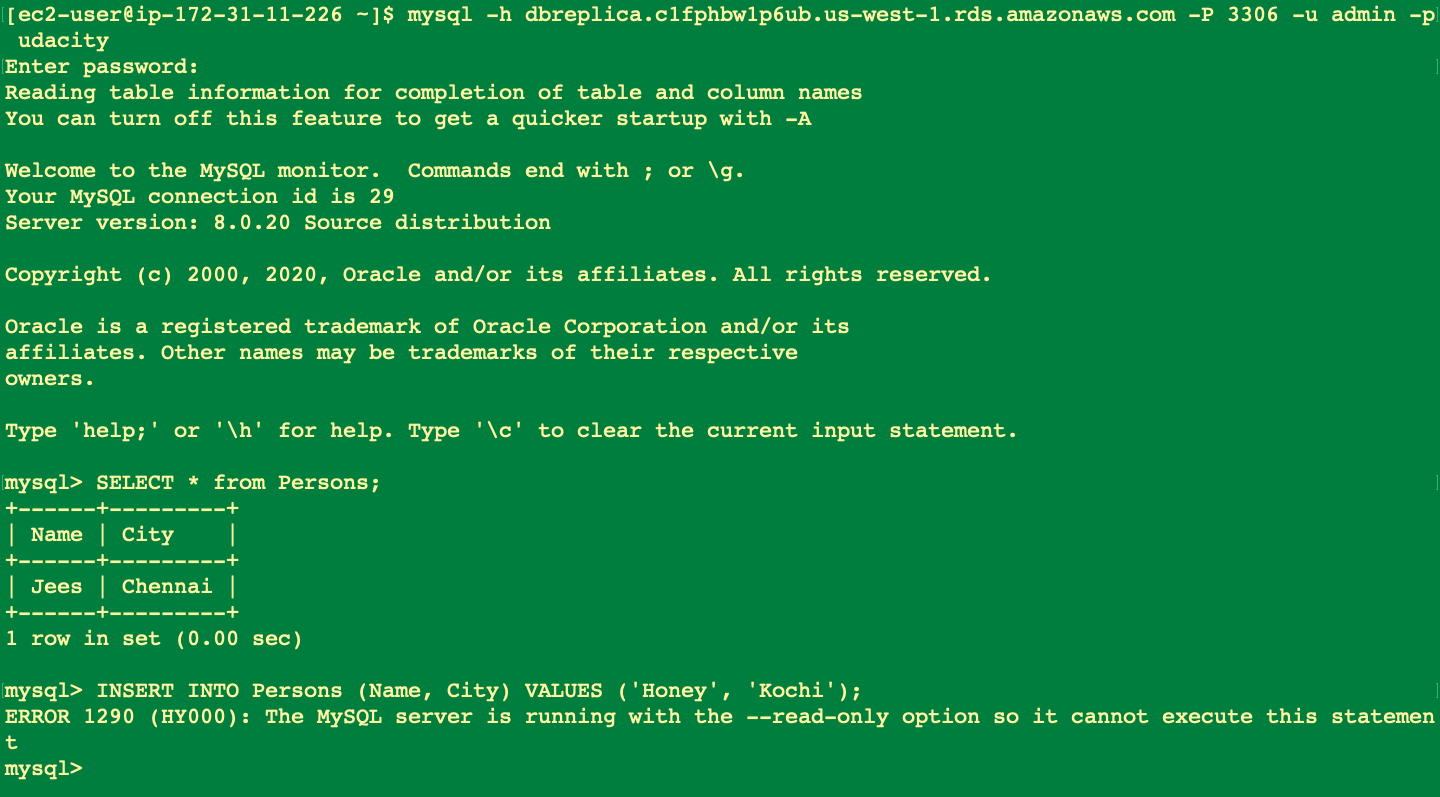 [ec2-user@ip-172-31-11-226 ~]$ mysql -h dbreplica.c1fphbw1p6ub.us-west-1.rds.amazonaws.com -P 3306 -u admin -p
 udacity
Enter password:
Reading table information for completion of table and column names
You can turn off this feature to get a quicker startup with -A

Welcome to the MySQL monitor.  Commands end with ; or \g.
Your MySQL connection id is 29
Server version: 8.0.20 Source distribution

Copyright (c) 2000, 2020, Oracle and/or its affiliates. All rights reserved.

Oracle is a registered trademark of Oracle Corporation and/or its
affiliates. Other names may be trademarks of their respective
owners.

Type 'help;' or '\h' for help. Type '\c' to clear the current input statement.

mysql> SELECT * from Persons;
+------+---------+
| Name | City    |
+------+---------+
| Jees | Chennai |
+------+---------+
1 row in set (0.00 sec)

mysql> INSERT INTO Persons (Name, City) VALUES ('Honey', 'Kochi');
ERROR 1290 (HY000): The MySQL server is running with the --read-only option so it cannot execute this statemen
t
mysql>